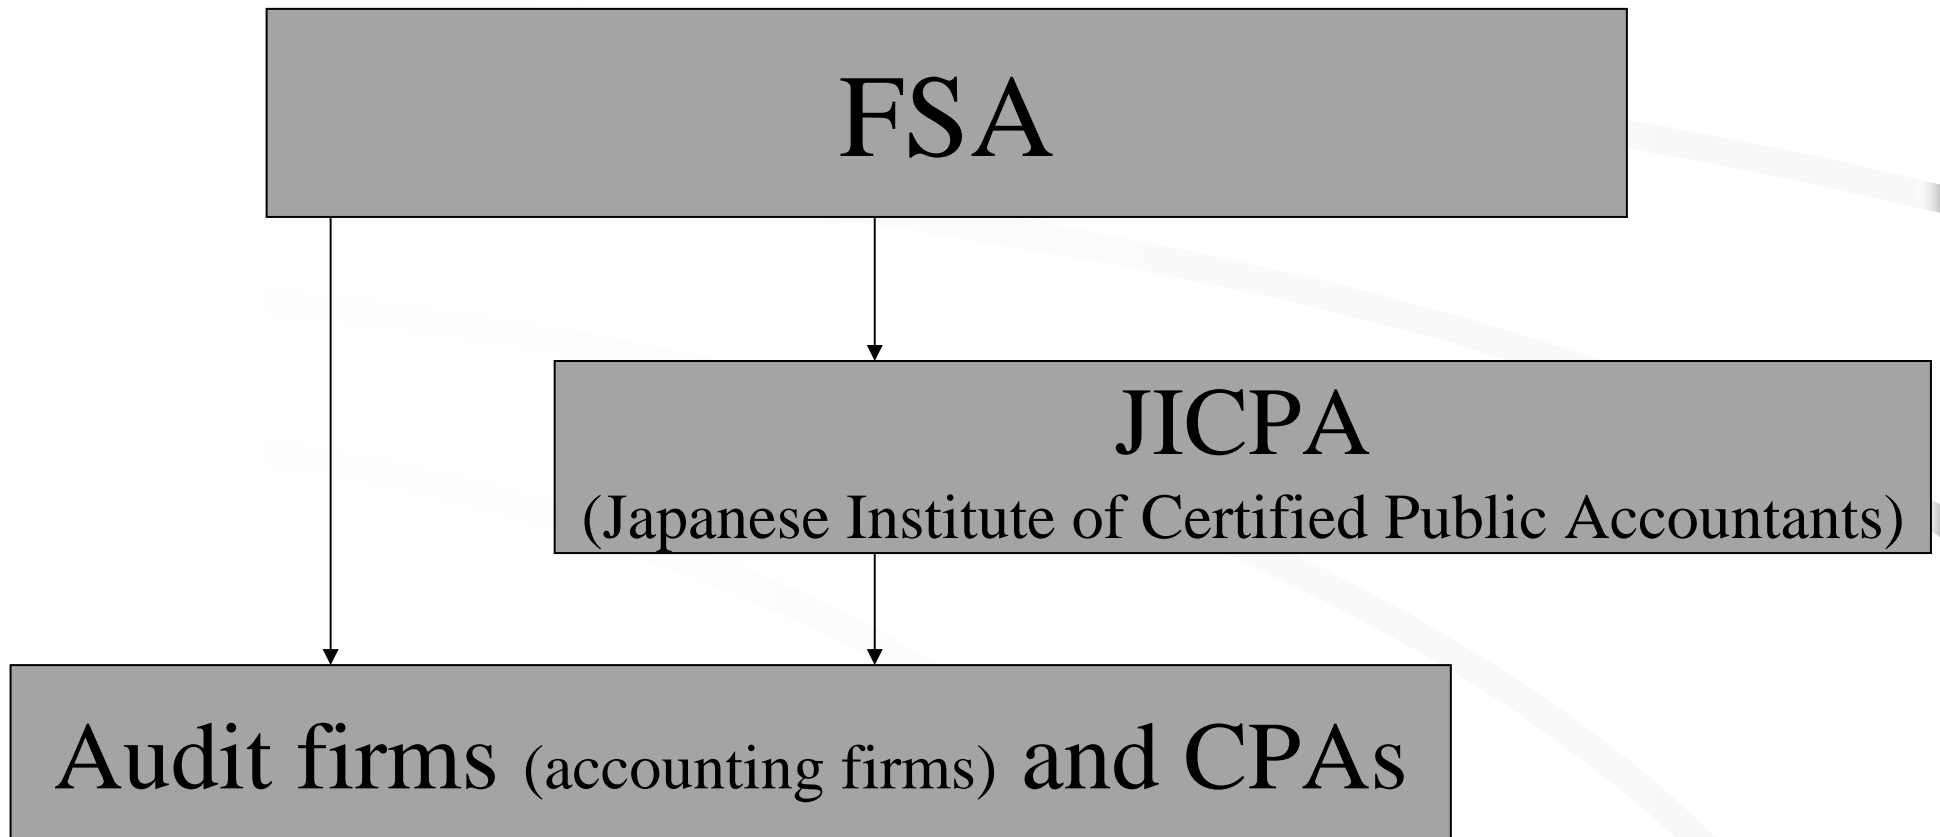 FSA
JICPA
(Japanese Institute of Certified Public Accountants)
Audit firms (accounting firms) and CPAs